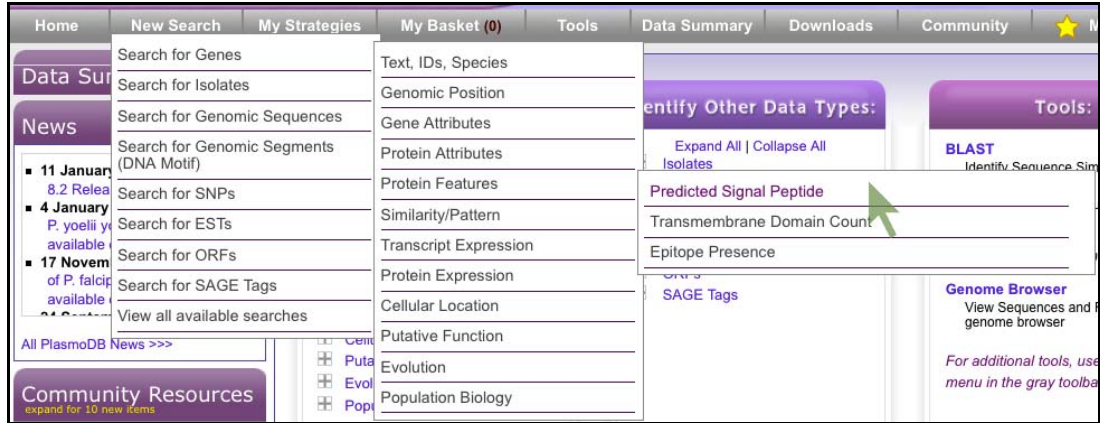 Home New Search My Strategies My Basket (0) Tools Data Summary Downloads Community
Search for Genes
Search for Isolates
Search for Genomic Sequences
Search for Genomic Segments
(DNA Motif)
Search for SNPs
Search for ESTs
Search for ORFs
Search for SAGE Tags
View all available searches
Text, IDs, Species
Genomic Position
Gene Attributes
Protein Attributes
Protein Features
Similarity/Pattern
Transcript Expression
Protein Expression
Cellular Location
Putative Function
Evolution
Population Biology
Predicted Signal Peptide
Transmembrane Domain Count
Epitope Presence
Data Sum
News
11 January
8.2 Relea
4 January
P. yoelii yo
available
17 Novem
of P. falcip
available
All PlasmoDB News >>>
Community Resources
expand for 10 new items
Puta
Evol
Popu
entify Other Data Types:
Expand All | Collapse All
Isolates
SAGE Tags
Tools:
BLAST
Identify Sequence Sim
Genome Browser
View Sequences and F
genome browser
For additional tools, use
menu in the gray toolba